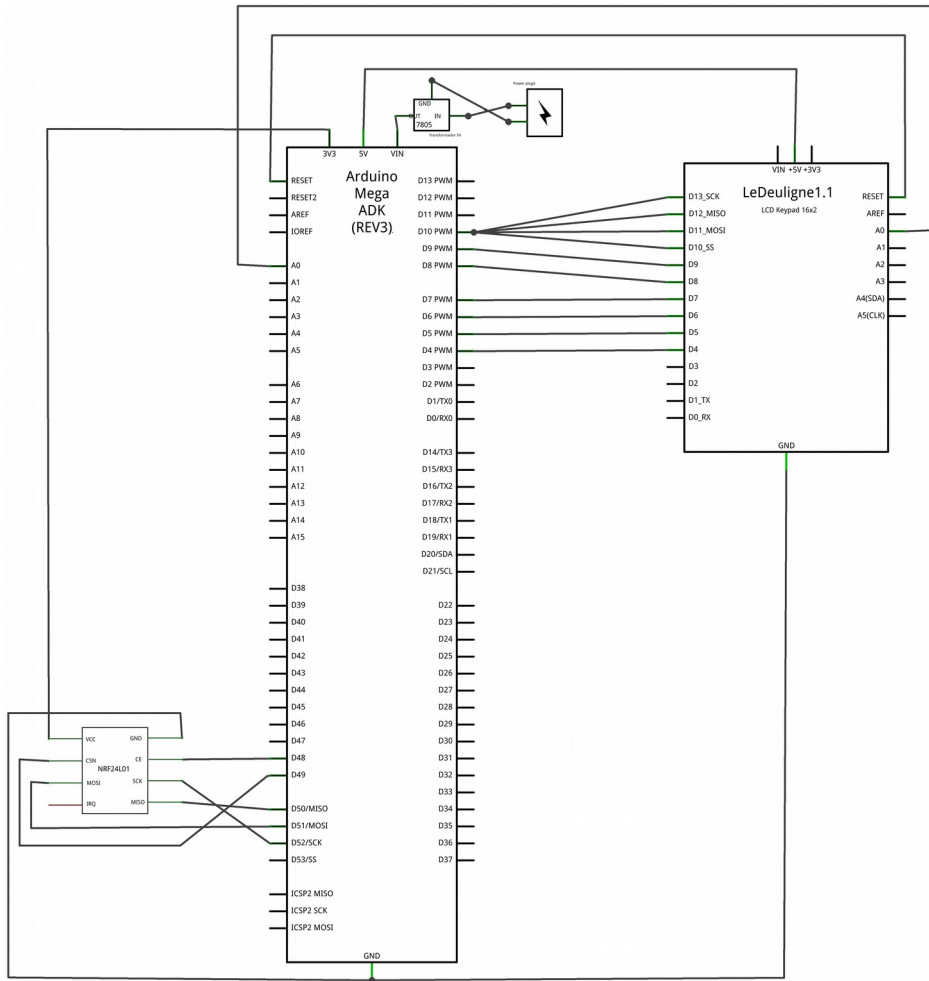 Power plug1
GND
OUT
IN
7805
Transformador 5V
3V3
5V
VIN
Arduino
Mega
ADK
(REV3)
RESET
RESET2
AREF
IOREF
A0
A1
A2
A3
A4
A5
A6
A7
A8
A9
A10
A11
A12
A13
A14
A15
D38
D39
D40
D41
D42
D43
D44
D45
D46
D47
D48
D49
D50/MISO
D51/MOSI
D52/SCK
D53/SS
ICSP2 MISO
ICSP2 SCK
ICSP2 MOSI
D13 PWM
D12 PWM
D11 PWM
D10 PWM
D9 PWM
D8 PWM
D7 PWM
D6 PWM
D5 PWM
D4 PWM
D3 PWM
D2 PWM
D1/TX0
D0/RX0
D14/TX3
D15/RX3
D16/TX2
D17/RX2
D18/TX1
D19/RX1
D20/SDA
D21/SCL
D22
D23
D24
D25
D26
D27
D28
D29
D30
D31
D32
D33
D34
D35
D36
D37
GND
VIN +5V +3V3
LeDeuligne1.1
LCD Keypad 16x2
D13_SCK
D12_MISO
D11_MOSI
D10_SS
D9
D8
D7
D6
D5
D4
D3
D2
D1_TX
D0_RX
RESET
AREF
A0
A1
A2
A3
A4(SDA)
A5(CLK)
GND
VCC
CSN
MOSI
IRQ
NRF24L01
GND
CE
SCK
MISO